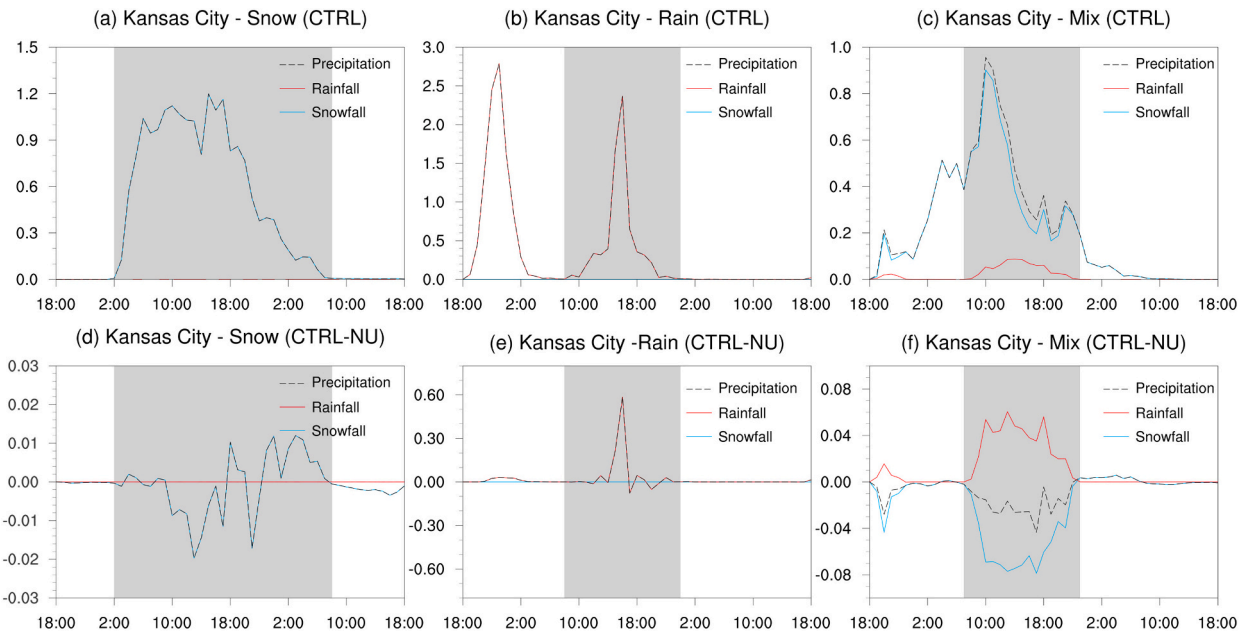 (a) Kansas City - Snow (CTRL)
1.5
1.2
0.9
0.6
0.3
0.0
Precipitation
Rainfall
Snowfall
18:00 2:00 10:00 18:00 2:00 10:00 18:00
(b) Kansas City - Rain (CTRL)
3.0
2.5
2.0
1.5
1.0
0.5
0.0
Precipitation
Rainfall
Snowfall
18:00 2:00 10:00 18:00 2:00 10:00 18:00
(c) Kansas City - Mix (CTRL)
1.0
0.8
0.6
0.4
0.2
0.0
Precipitation
Rainfall
Snowfall
18:00 2:00 10:00 18:00 2:00 10:00 18:00
(d) Kansas City - Snow (CTRL-NU)
0.03
0.02
0.01
0.00
-0.01
-0.02
-0.03
Precipitation
Rainfall
Snowfall
18:00 2:00 10:00 18:00 2:00 10:00 18:00
(e) Kansas City -Rain (CTRL-NU)
0.60
0.30
0.00
-0.30
-0.60
Precipitation
Rainfall
Snowfall
18:00 2:00 10:00 18:00 2:00 10:00 18:00
(f) Kansas City - Mix (CTRL-NU)
0.08
0.04
0.00
-0.04
-0.08
Precipitation
Rainfall
Snowfall
18:00 2:00 10:00 18:00 2:00 10:00 18:00